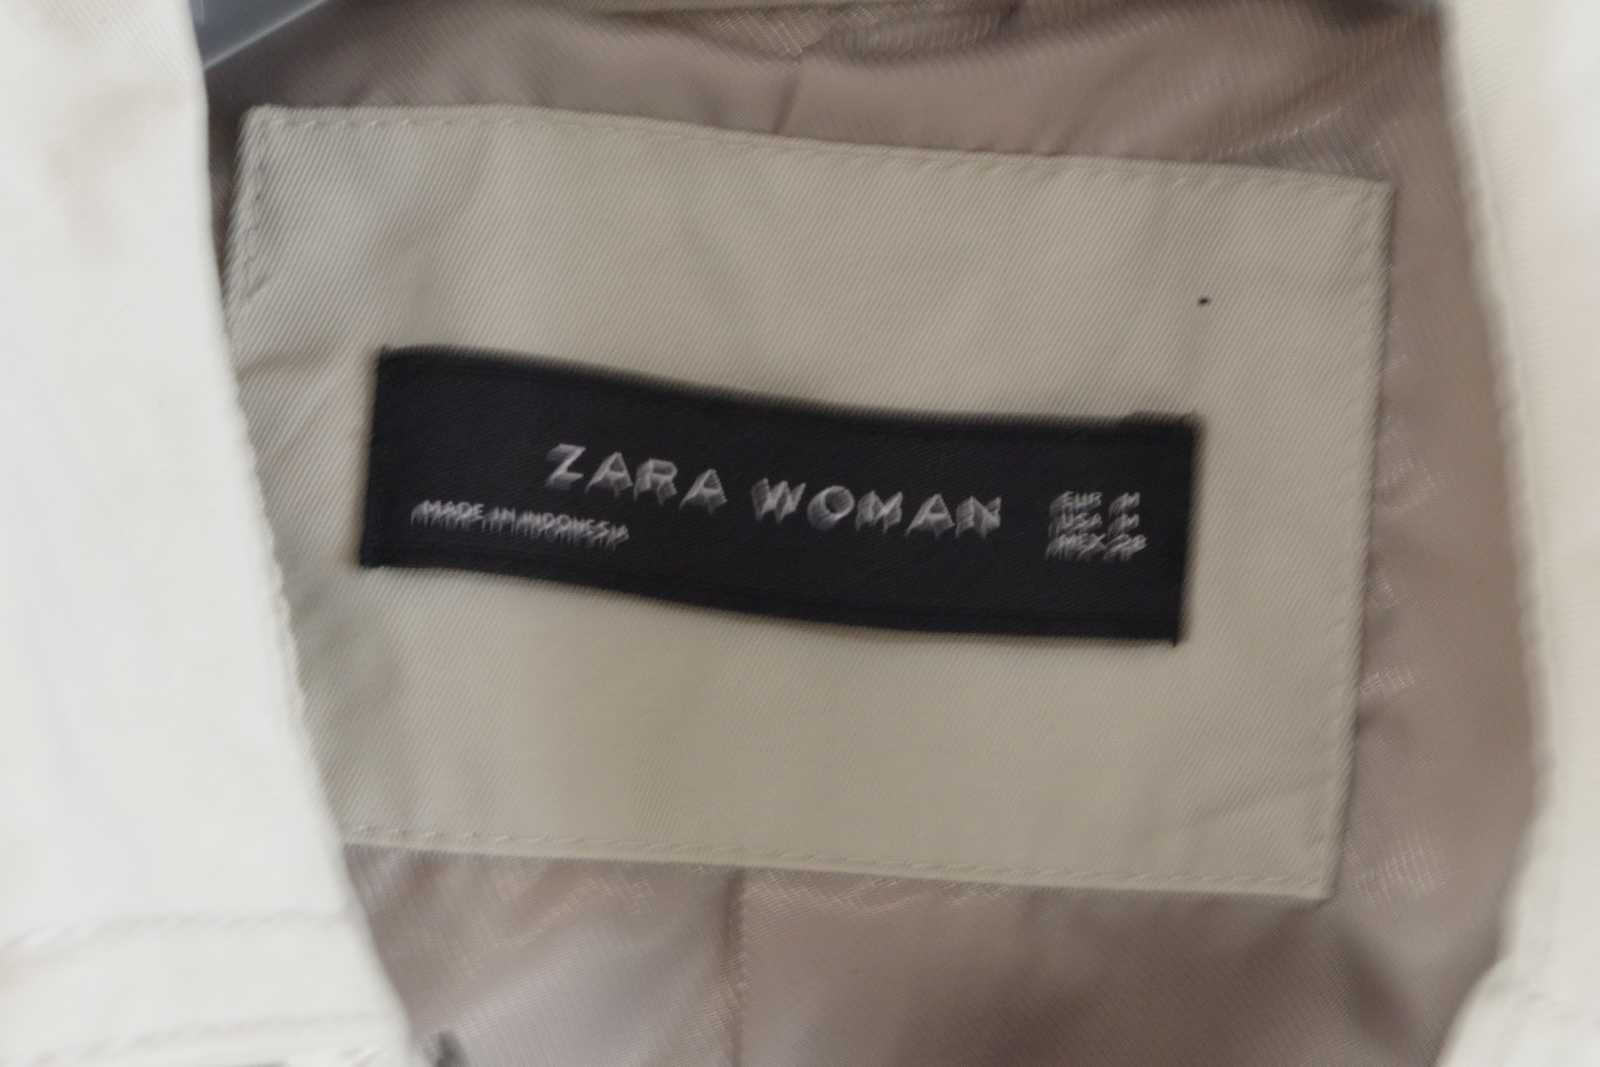 ZARA WOMAN
MADE IN INDONESIA
EUR M
USA M
MEX 28